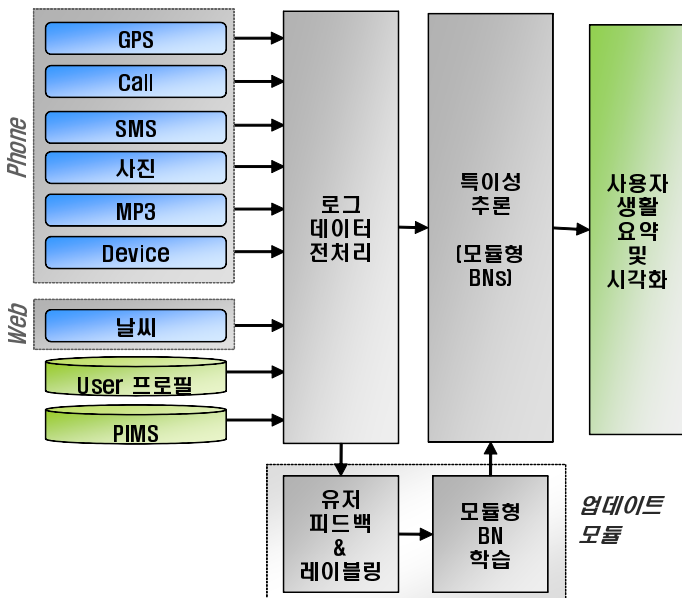 Phone
GPS
Call
SMS
사진
MP3
Device
Web
날씨
User 프로필
PIMS
로그
데이터
전처리
특이성
추론
(모듈형
BNs)
사용자
생활
요약
및
시각화
유저
피드백
&
레이블링
모듈형
BN
학습
업데이트
모듈